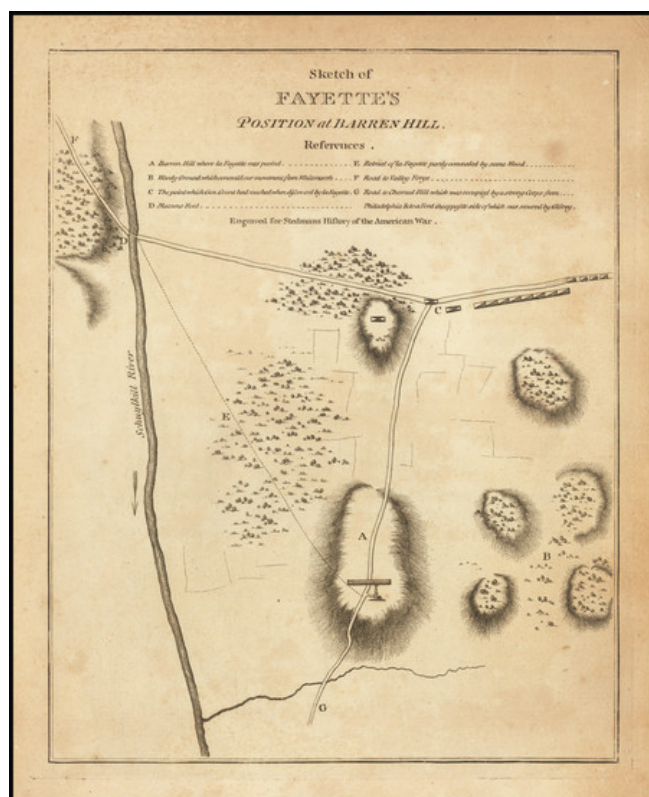 Sketch of
FAYETTE'S
POSITION at BARREN HILL.
References.
A Barren Hill where la Fayette was posted.
B Woody Ground which conceal'd our movement from Whitemarsh
C The point which Gen. Grant had reached when discover'd by la Fayette.
D Matsons Ford
E Retreat of la Fayette partly concealed by some Wood
F Road to Valley Forge
G Road to Chesnut Hill which was occupied by a strong Corps from
Philadelphia & to a Ford the opposite side of which was covered by
Engraved for Stedmans History of the American War.
F
D
C
Schuylkill River
E
A
B
G